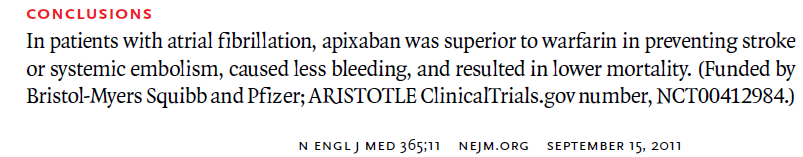 CONCLUSIONS
In patients with atrial fibrillation, apixaban was superior to warfarin in preventing stroke
or systemic embolism, caused less bleeding, and resulted in lower mortality. (Funded by
Bristol-Myers Squibb and Pfizer; ARISTOTLE ClinicalTrials.gov number, NCT00412984.)
N ENGL J MED 365;11 NEJM.ORG SEPTEMBER 15, 2011